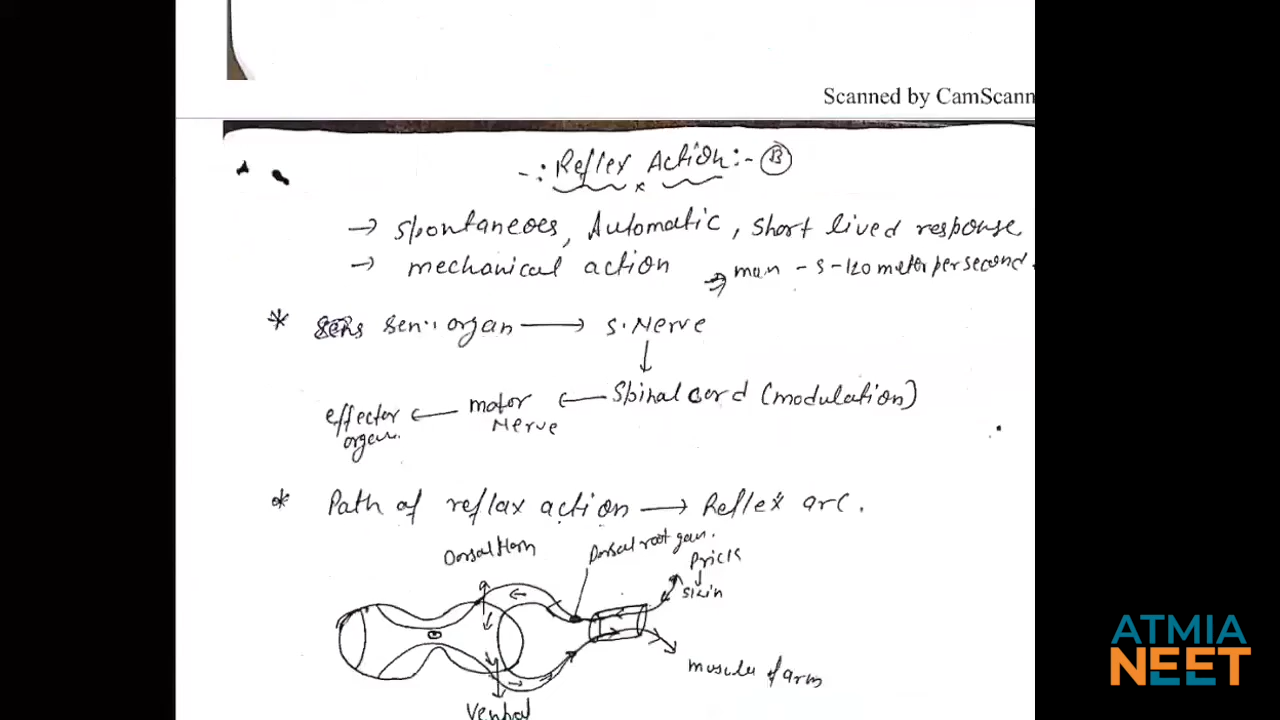 Scanned by CamScann
-: Reflex Action :- B
→ spontaneoes, Automatic, short lived response
→ mechanical action ⇒ man - 5-120 meter per second.
* Sen.. organ → S. Nerve
↓
effector organ. ← motor Nerve ← Spinal cord (modulation)
* Path of reflax action → Reflex arc.
Dorsal Horn
Dorsal root gan.
Prick
skin
muscle of arm
Ventral
ATMIA
NEET